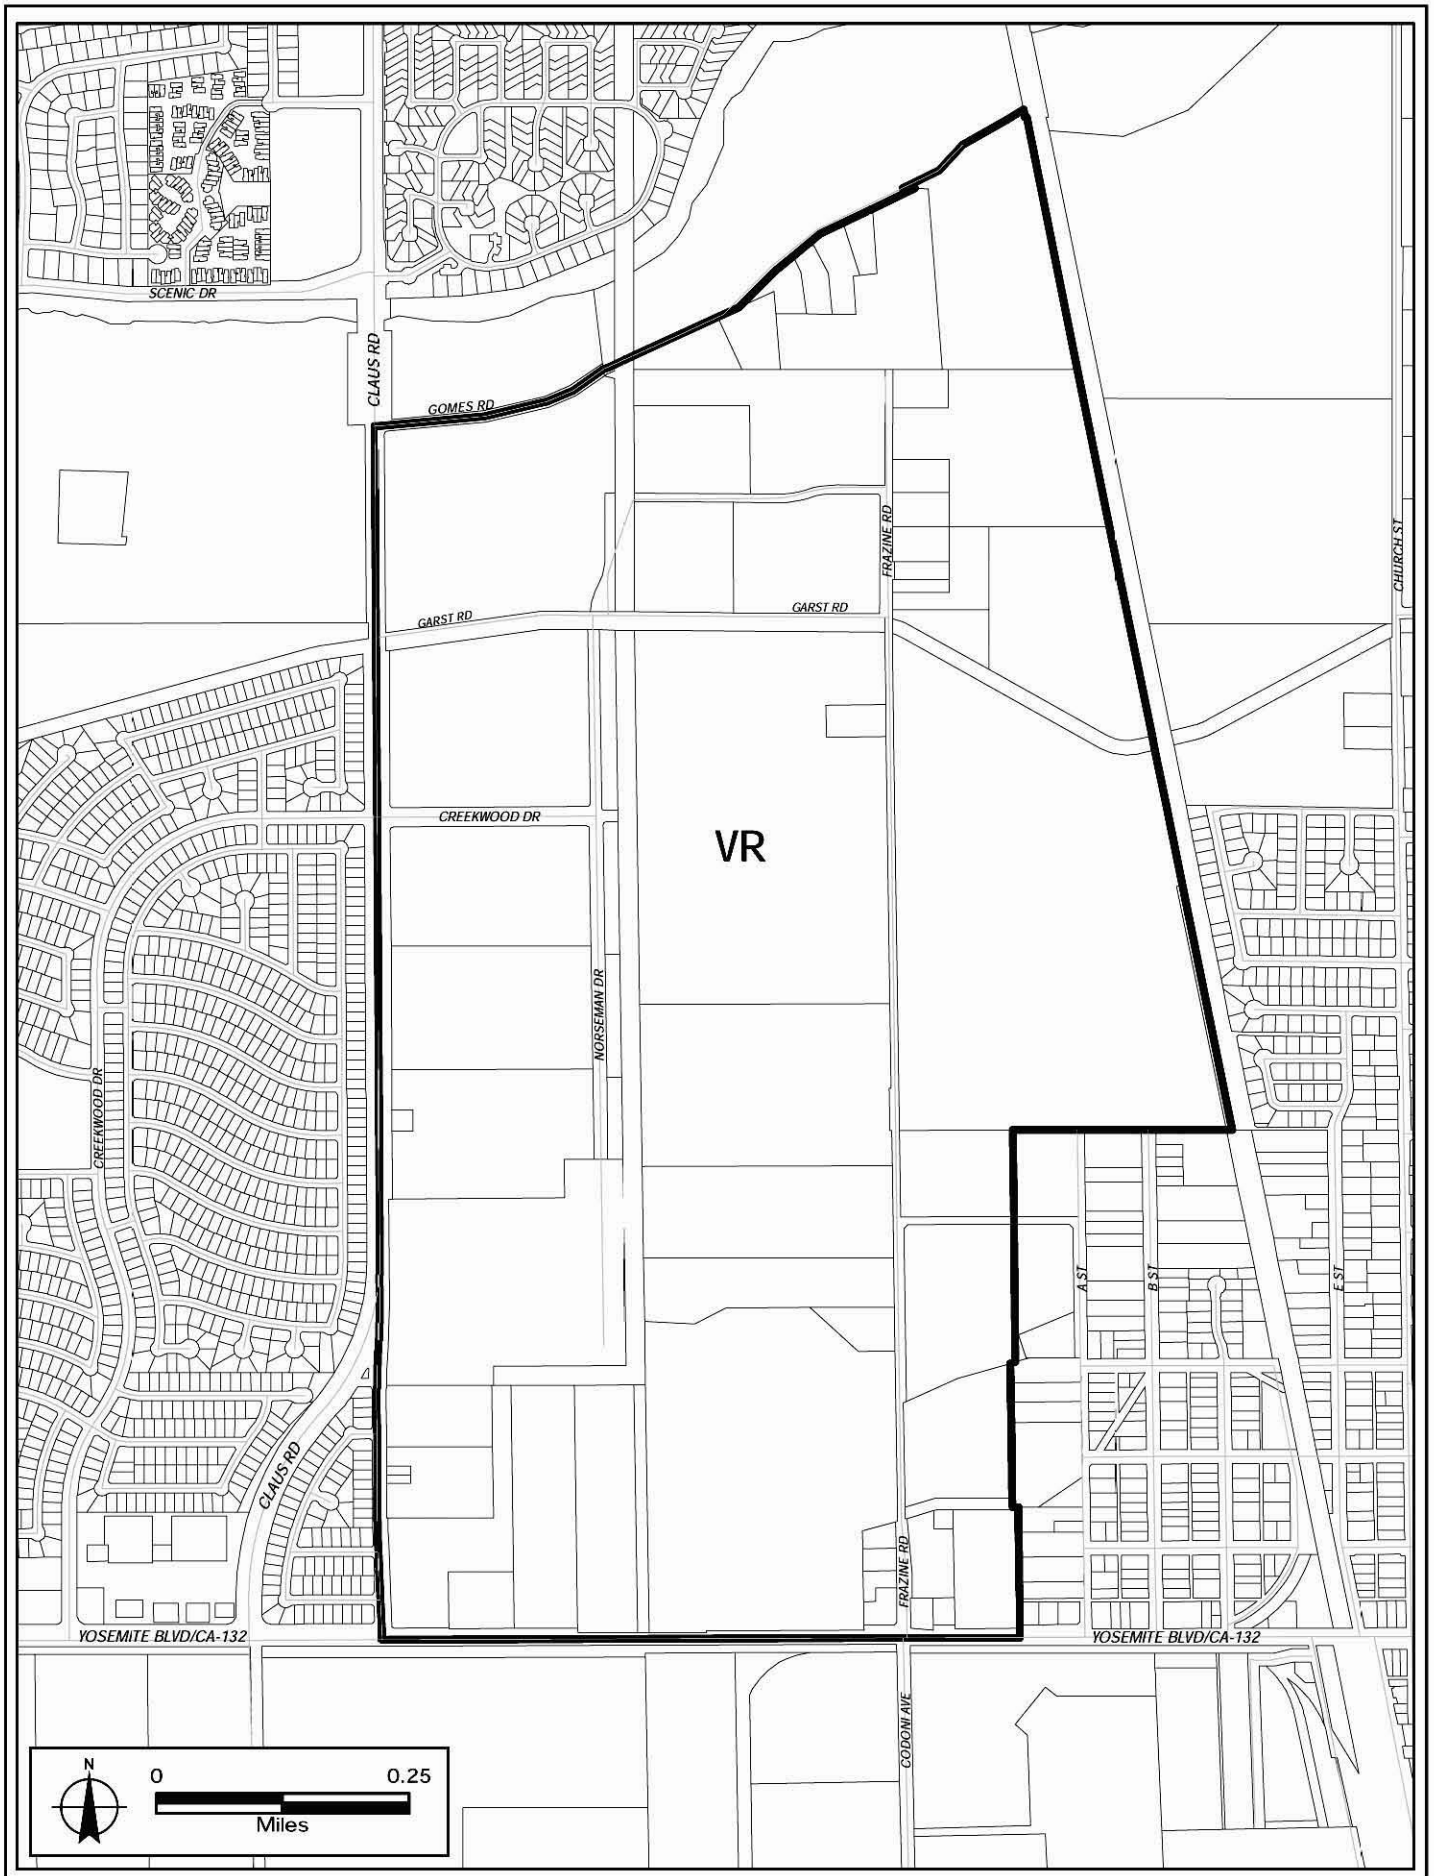 SCENIC DR
CLAUS RD
GOMES RD
FRAZINE RD
CHURCH ST
GARST RD
GARST RD
CREEKWOOD DR
VR
NORSEMAN DR
CREEKWOOD DR
A ST
B ST
E ST
CLAUS RD
FRAZINE RD
YOSEMITE BLVD/CA-132
YOSEMITE BLVD/CA-132
CODONI AVE
N
0 0.25
Miles